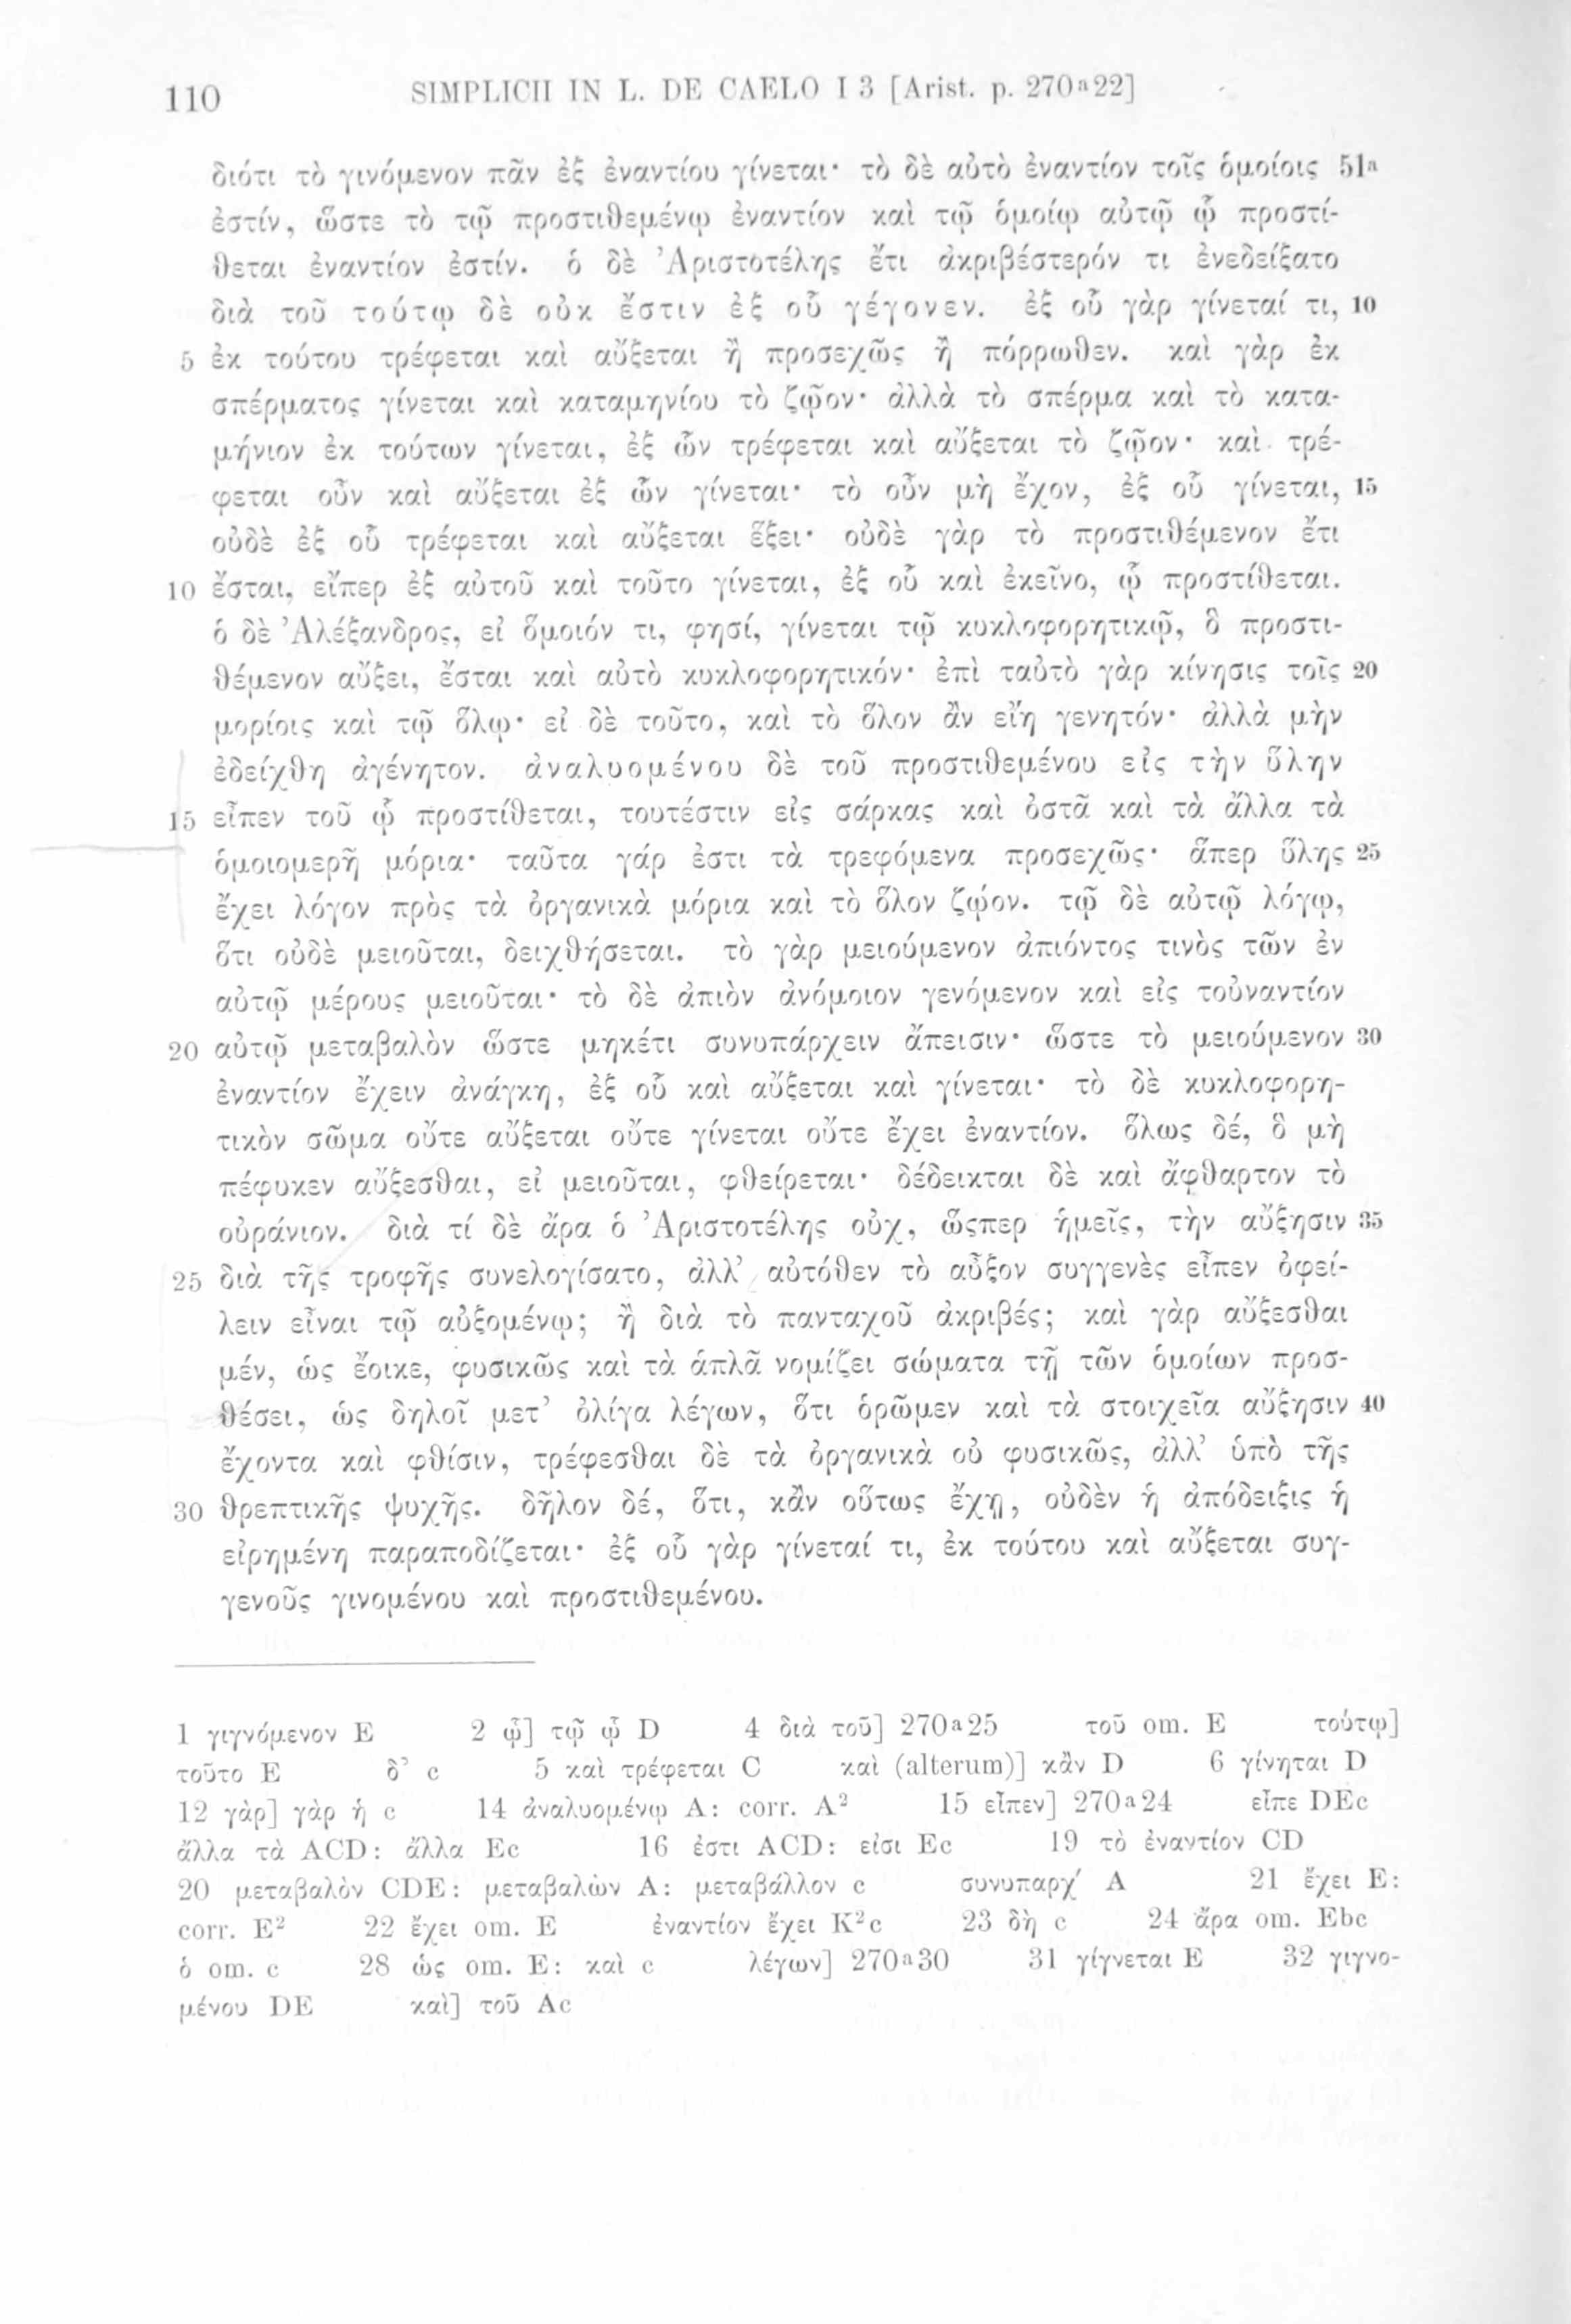 110 SIMPLICII IN L. DE CAELO I 3 [Arist. p. 270ᵃ22]
διότι τὸ γινόμενον πᾶν ἐξ ἐναντίου γίνεται· τὸ δὲ αὐτὸ ἐναντίον τοῖς ὁμοίοις 51ᵃ
ἐστίν, ὥστε τὸ τῷ προστιθεμένῳ ἐναντίον καὶ τῷ ὁμοίῳ αὐτῷ ᾧ προστί-
θεται ἐναντίον ἐστίν. ὁ δὲ Ἀριστοτέλης ἔτι ἀκριβέστερόν τι ἐνεδείξατο
διὰ τοῦ τούτῳ δὲ οὐκ ἔστιν ἐξ οὗ γέγονεν. ἐξ οὗ γὰρ γίνεταί τι, 10
5 ἐκ τούτου τρέφεται καὶ αὔξεται ἢ προσεχῶς ἢ πόρρωθεν. καὶ γὰρ ἐκ
σπέρματος γίνεται καὶ καταμηνίου τὸ ζῷον· ἀλλὰ τὸ σπέρμα καὶ τὸ κατα-
μήνιον ἐκ τούτων γίνεται, ἐξ ὧν τρέφεται καὶ αὔξεται τὸ ζῷον· καὶ τρέ-
φεται οὖν καὶ αὔξεται ἐξ ὧν γίνεται· τὸ οὖν μὴ ἔχον, ἐξ οὗ γίνεται, 15
οὐδὲ ἐξ οὗ τρέφεται καὶ αὔξεται ἕξει· οὐδὲ γὰρ τὸ προστιθέμενον ἔτι
10 ἔσται, εἴπερ ἐξ αὐτοῦ καὶ τοῦτο γίνεται, ἐξ οὗ καὶ ἐκεῖνο, ᾧ προστίθεται.
ὁ δὲ Ἀλέξανδρος, εἰ ὅμοιόν τι, φησί, γίνεται τῷ κυκλοφορητικῷ, ὃ προστι-
θέμενον αὔξει, ἔσται καὶ αὐτὸ κυκλοφορητικόν· ἐπὶ ταὐτὸ γὰρ κίνησις τοῖς 20
μορίοις καὶ τῷ ὅλῳ· εἰ δὲ τοῦτο, καὶ τὸ ὅλον ἂν εἴη γενητόν· ἀλλὰ μὴν
ἐδείχθη ἀγένητον. ἀναλυομένου δὲ τοῦ προστιθεμένου εἰς τὴν ὕλην
15 εἶπεν τοῦ ᾧ προστίθεται, τουτέστιν εἰς σάρκας καὶ ὀστᾶ καὶ τὰ ἄλλα τὰ
ὁμοιομερῆ μόρια· ταῦτα γάρ ἐστι τὰ τρεφόμενα προσεχῶς· ἅπερ ὕλης 25
ἔχει λόγον πρὸς τὰ ὀργανικὰ μόρια καὶ τὸ ὅλον ζῷον. τῷ δὲ αὐτῷ λόγῳ,
ὅτι οὐδὲ μειοῦται, δειχθήσεται. τὸ γὰρ μειούμενον ἀπιόντος τινὸς τῶν ἐν
αὐτῷ μέρους μειοῦται· τὸ δὲ ἀπιὸν ἀνόμοιον γενόμενον καὶ εἰς τοὐναντίον
20 αὐτῷ μεταβαλὸν ὥστε μηκέτι συνυπάρχειν ἄπεισιν· ὥστε τὸ μειούμενον 30
ἐναντίον ἔχειν ἀνάγκη, ἐξ οὗ καὶ αὔξεται καὶ γίνεται· τὸ δὲ κυκλοφορη-
τικὸν σῶμα οὔτε αὔξεται οὔτε γίνεται οὔτε ἔχει ἐναντίον. ὅλως δέ, ὃ μὴ
πέφυκεν αὔξεσθαι, εἰ μειοῦται, φθείρεται· δέδεικται δὲ καὶ ἄφθαρτον τὸ
οὐράνιον. διὰ τί δὲ ἄρα ὁ Ἀριστοτέλης οὐχ, ὥσπερ ἡμεῖς, τὴν αὔξησιν 35
25 διὰ τῆς τροφῆς συνελογίσατο, ἀλλ’ αὐτόθεν τὸ αὖξον συγγενὲς εἶπεν ὀφεί-
λειν εἶναι τῷ αὐξομένῳ; ἢ διὰ τὸ πανταχοῦ ἀκριβές; καὶ γὰρ αὔξεσθαι
μέν, ὡς ἔοικε, φυσικῶς καὶ τὰ ἁπλᾶ νομίζει σώματα τῇ τῶν ὁμοίων προσ-
θέσει, ὡς δηλοῖ μετ’ ὀλίγα λέγων, ὅτι ὁρῶμεν καὶ τὰ στοιχεῖα αὔξησιν 40
ἔχοντα καὶ φθίσιν, τρέφεσθαι δὲ τὰ ὀργανικὰ οὐ φυσικῶς, ἀλλ’ ὑπὸ τῆς
30 θρεπτικῆς ψυχῆς. δῆλον δέ, ὅτι, κἂν οὕτως ἔχῃ, οὐδὲν ἡ ἀπόδειξις ἡ
εἰρημένη παραποδίζεται· ἐξ οὗ γὰρ γίνεταί τι, ἐκ τούτου καὶ αὔξεται συγ-
γενοῦς γινομένου καὶ προστιθεμένου.
1 γιγνόμενον E 2 ᾧ] τῷ ᾧ D 4 διὰ τοῦ] 270ᵃ25 τοῦ om. E τούτῳ]
τοῦτο E δ’ c 5 καὶ τρέφεται C καὶ (alterum)] κἂν D 6 γίνηται D
12 γὰρ] γὰρ ἡ c 14 ἀναλυομένῳ A: corr. A² 15 εἶπεν] 270ᵃ24 εἶπε DEc
ἄλλα τὰ ACD: ἄλλα Ec 16 ἐστι ACD: εἰσι Ec 19 τὸ ἐναντίον CD
20 μεταβαλὸν CDE: μεταβαλὼν A: μεταβάλλον c συνυπαρχ́ A 21 ἔχει E:
corr. E² 22 ἔχει om. E ἐναντίον ἔχει K²c 23 δὴ c 24 ἄρα om. Ebc
ὁ om. c 28 ὡς om. E: καὶ c λέγων] 270ᵃ30 31 γίγνεται E 32 γιγνο-
μένου DE καὶ] τοῦ Ac